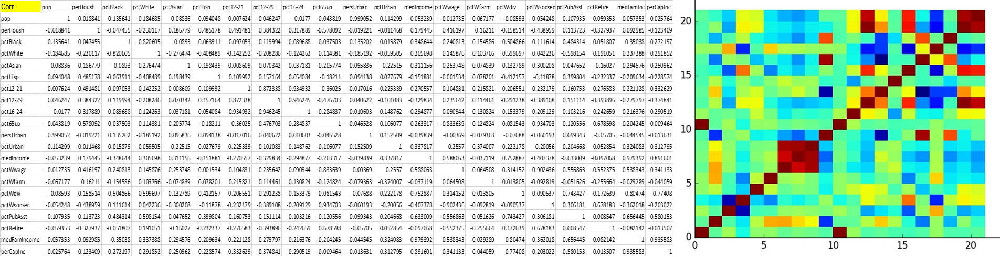 Corr pop perHoush pctBlack pctWhite pctAsian pctHisp pct12-21 pct12-29 pct16-24 pct65up persUrban pctUrban medIncome pctWwage pctWfarm pctWdiv pctWsocsec pctPubAsst pctRetire medFamInc perCapInc
pop 1 -0.018841 0.135641 -0.184685 0.08836 0.094048 -0.007624 0.046247 0.0177 -0.043819 0.999052 0.114299 -0.053239 -0.012735 -0.067177 -0.08593 -0.054248 0.107935 -0.059353 -0.057353 -0.025764
perHoush -0.018841 1 -0.047455 -0.230117 0.186779 0.485178 0.491481 0.384322 0.317889 -0.578092 -0.019221 -0.011468 0.179445 0.416197 0.16211 -0.158514 -0.438959 0.113723 -0.327937 0.092985 -0.123409
pctBlack 0.135641 -0.047455 1 -0.820605 -0.0893 -0.063911 0.097053 0.119994 0.089688 0.037503 0.135202 0.015879 -0.348644 -0.240813 -0.154586 -0.504866 0.111614 0.484314 -0.051807 -0.35038 -0.272197
pctWhite -0.184685 -0.230117 -0.820605 1 -0.276474 -0.408489 -0.142252 -0.208286 -0.124263 0.114381 -0.185192 -0.059505 0.305698 0.145876 0.103766 0.599697 0.042236 -0.598154 0.191051 0.337388 0.291852
pctAsian 0.08836 0.186779 -0.0893 -0.276474 1 0.198439 -0.008609 0.070342 0.037181 -0.205774 0.095836 0.22515 0.311156 0.253748 -0.074839 0.132789 -0.300208 -0.047652 -0.16027 0.294576 0.250962
pctHisp 0.094048 0.485178 -0.063911 -0.408489 0.198439 1 0.109992 0.157164 0.054084 -0.18211 0.094138 0.027679 -0.151881 -0.001534 0.078201 -0.412157 -0.11878 0.399804 -0.232337 -0.209634 -0.228574
pct12-21 -0.007624 0.491481 0.097053 -0.142252 -0.008609 0.109992 1 0.872338 0.934932 -0.36025 -0.017016 -0.225339 -0.270557 0.104831 0.215821 -0.206551 -0.232179 0.160753 -0.276583 -0.221128 -0.332629
pct12-29 0.046247 0.384322 0.119994 -0.208286 0.070342 0.157164 0.872338 1 0.946245 -0.476703 0.040622 -0.101083 -0.329834 0.235642 0.114461 -0.291238 -0.389108 0.151114 -0.393896 -0.279797 -0.374841
pct16-24 0.0177 0.317889 0.089688 -0.124263 0.037181 0.054084 0.934932 0.946245 1 -0.284837 0.010603 -0.148762 -0.294877 0.090944 0.130824 -0.153379 -0.209129 0.103216 -0.242659 -0.216376 -0.290519
pct65up -0.043819 -0.578092 0.037503 0.114381 -0.205774 -0.18211 -0.36025 -0.476703 -0.284837 1 -0.046528 -0.106077 -0.263317 -0.833639 -0.124824 0.081543 0.934703 0.120556 0.678598 -0.204245 -0.009464
persUrban 0.999052 -0.019221 0.135202 -0.185192 0.095836 0.094138 -0.017016 0.040622 0.010603 -0.046528 1 0.152509 -0.039839 -0.00369 -0.079363 -0.07688 -0.060193 0.099343 -0.05705 -0.044545 -0.013631
pctUrban 0.114299 -0.011468 0.015879 -0.059505 0.22515 0.027679 -0.225339 -0.101083 -0.148762 -0.106077 0.152509 1 0.337817 0.2557 -0.374007 0.222178 -0.20056 -0.204668 0.052854 0.324083 0.312795
medIncome -0.053239 0.179445 -0.348644 0.305698 0.311156 -0.151881 -0.270557 -0.329834 -0.294877 -0.263317 -0.039839 0.337817 1 0.588063 -0.037119 0.752887 -0.407378 -0.633009 -0.097068 0.979392 0.891601
pctWwage -0.012735 0.416197 -0.240813 0.145876 0.253748 -0.001534 0.104831 0.235642 0.090944 -0.833639 -0.00369 0.2557 0.588063 1 0.064508 0.314152 -0.902436 -0.556863 -0.552375 0.538343 0.341133
pctWfarm -0.067177 0.16211 -0.154586 0.103766 -0.074839 0.078201 0.215821 0.114461 0.130824 -0.124824 -0.079363 -0.374007 -0.037119 0.064508 1 0.013805 -0.092819 -0.051626 -0.255664 -0.029289 -0.044059
pctWdiv -0.08593 -0.158514 -0.504866 0.599697 0.132789 -0.412157 -0.206551 -0.291238 -0.153379 0.081543 -0.07688 0.222178 0.752887 0.314152 0.013805 1 -0.090537 -0.743427 0.172639 0.80474 0.77408
pctWsocsec -0.054248 -0.438959 0.111614 0.042236 -0.300208 -0.11878 -0.232179 -0.389108 -0.209129 0.934703 -0.060193 -0.20056 -0.407378 -0.902436 -0.092819 -0.090537 1 0.306181 0.678183 -0.362018 -0.203022
pctPubAsst 0.107935 0.113723 0.484314 -0.598154 -0.047652 0.399804 0.160753 0.151114 0.103216 0.120556 0.099343 -0.204668 -0.633009 -0.556863 -0.051626 -0.743427 0.306181 1 0.008547 -0.656445 -0.580153
pctRetire -0.059353 -0.327937 -0.051807 0.191051 -0.16027 -0.232337 -0.276583 -0.393896 -0.242659 0.678598 -0.05705 0.052854 -0.097068 -0.552375 -0.255664 0.172639 0.678183 0.008547 1 -0.082142 -0.013507
medFamIncome -0.057353 0.092985 -0.35038 0.337388 0.294576 -0.209634 -0.221128 -0.279797 -0.216376 -0.204245 -0.044545 0.324083 0.979392 0.538343 -0.029289 0.80474 -0.362018 -0.656445 -0.082142 1 0.935583
perCapInc -0.025764 -0.123409 -0.272197 0.291852 0.250962 -0.228574 -0.332629 -0.374841 -0.290519 -0.009464 -0.013631 0.312795 0.891601 0.341133 -0.044059 0.77408 -0.203022 -0.580153 -0.013507 0.935583 1
20
15
10
5
0
0 5 10 15 20